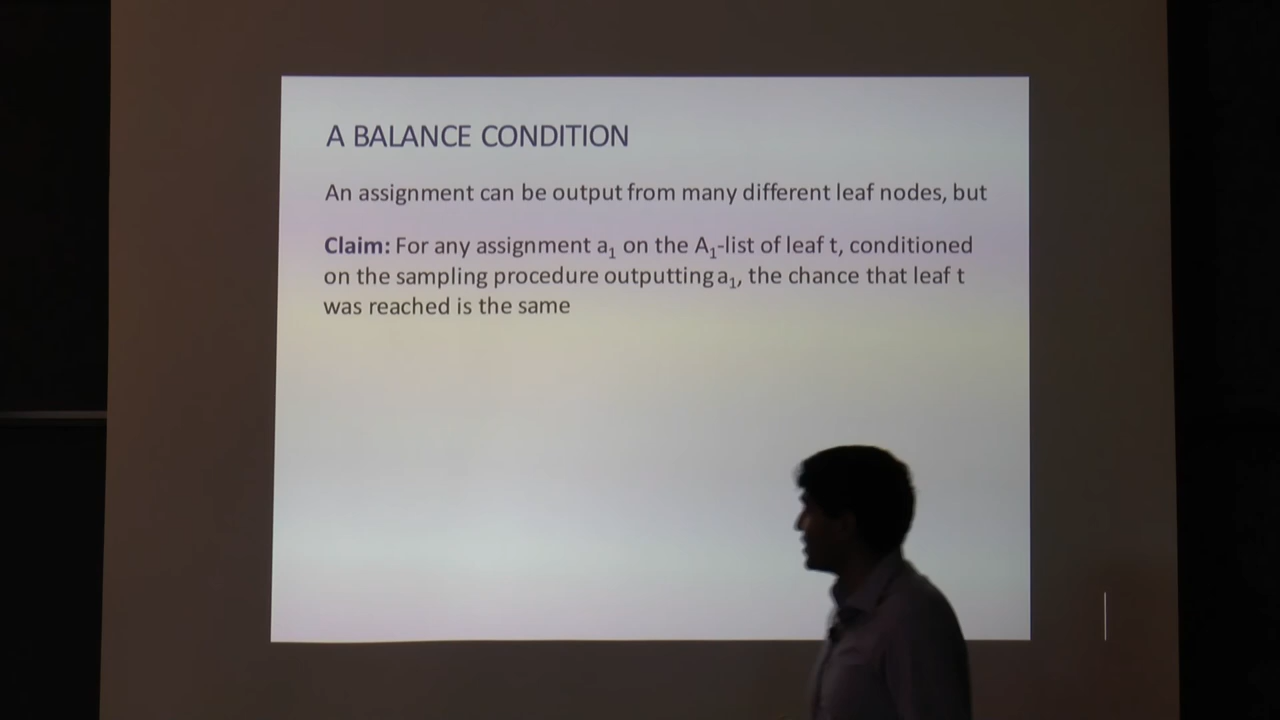 A BALANCE CONDITION
An assignment can be output from many different leaf nodes, but
Claim: For any assignment a₁ on the A₁-list of leaf t, conditioned
on the sampling procedure outputting a₁, the chance that leaf t
was reached is the same